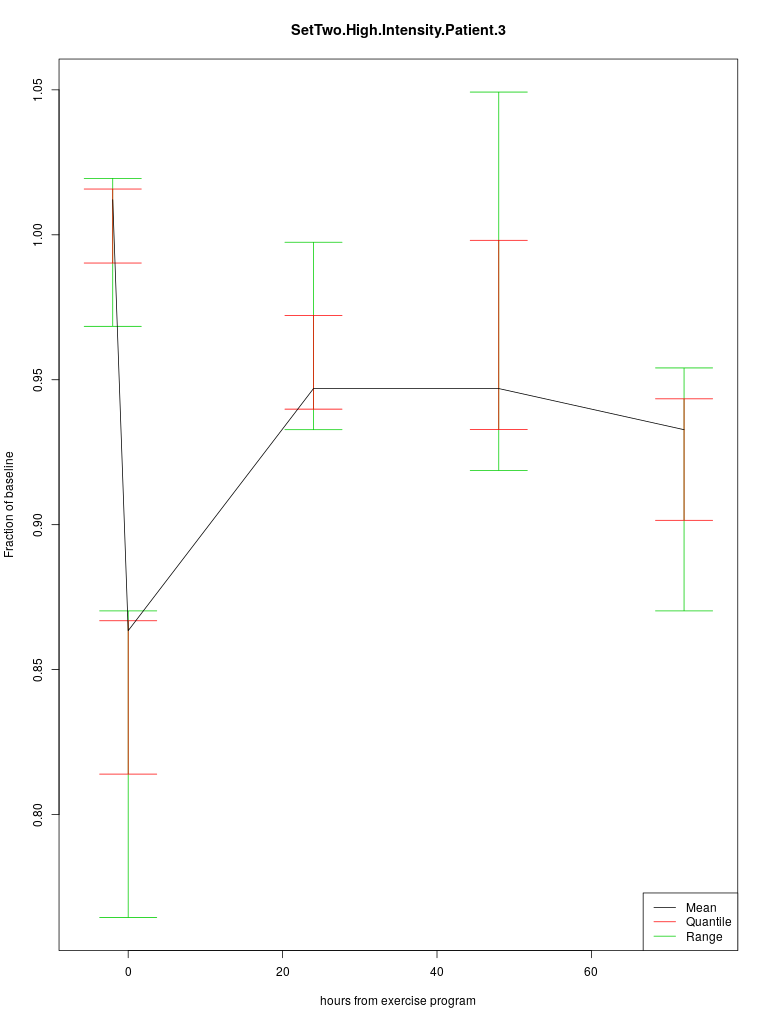 SetTwo.High.Intensity.Patient.3
1.05
1.00
0.95
0.90
0.85
0.80
Fraction of baseline
0 20 40 60
hours from exercise program
Mean
Quantile
Range